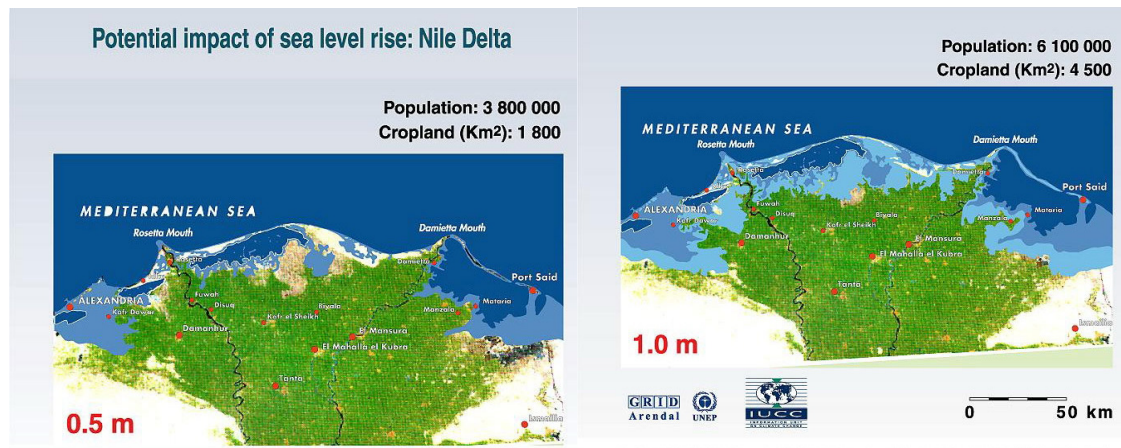 Potential impact of sea level rise: Nile Delta
Population: 3 800 000
Cropland (Km²): 1 800
MEDITERRANEAN SEA
Rosetta Mouth
Damietta Mouth
Rosetta
Damietta
Port Said
ALEXANDRIA
Fuwah
Kafr Dawar
Disuq
Biyala
Manzala
Mataria
Kafr el Sheikh
Damanhur
El Mansura
El Mahalla el Kubra
Tanta
Ismailia
0.5 m
Population: 6 100 000
Cropland (Km²): 4 500
MEDITERRANEAN SEA
Rosetta Mouth
Damietta Mouth
Rosetta
Damietta
Port Said
ALEXANDRIA
Fuwah
Kafr Dawar
Disuq
Biyala
Manzala
Mataria
Kafr el Sheikh
Damanhur
El Mansura
El Mahalla el Kubra
Tanta
Ismailia
1.0 m
GRID
Arendal
UNEP
IUCC
0 50 km